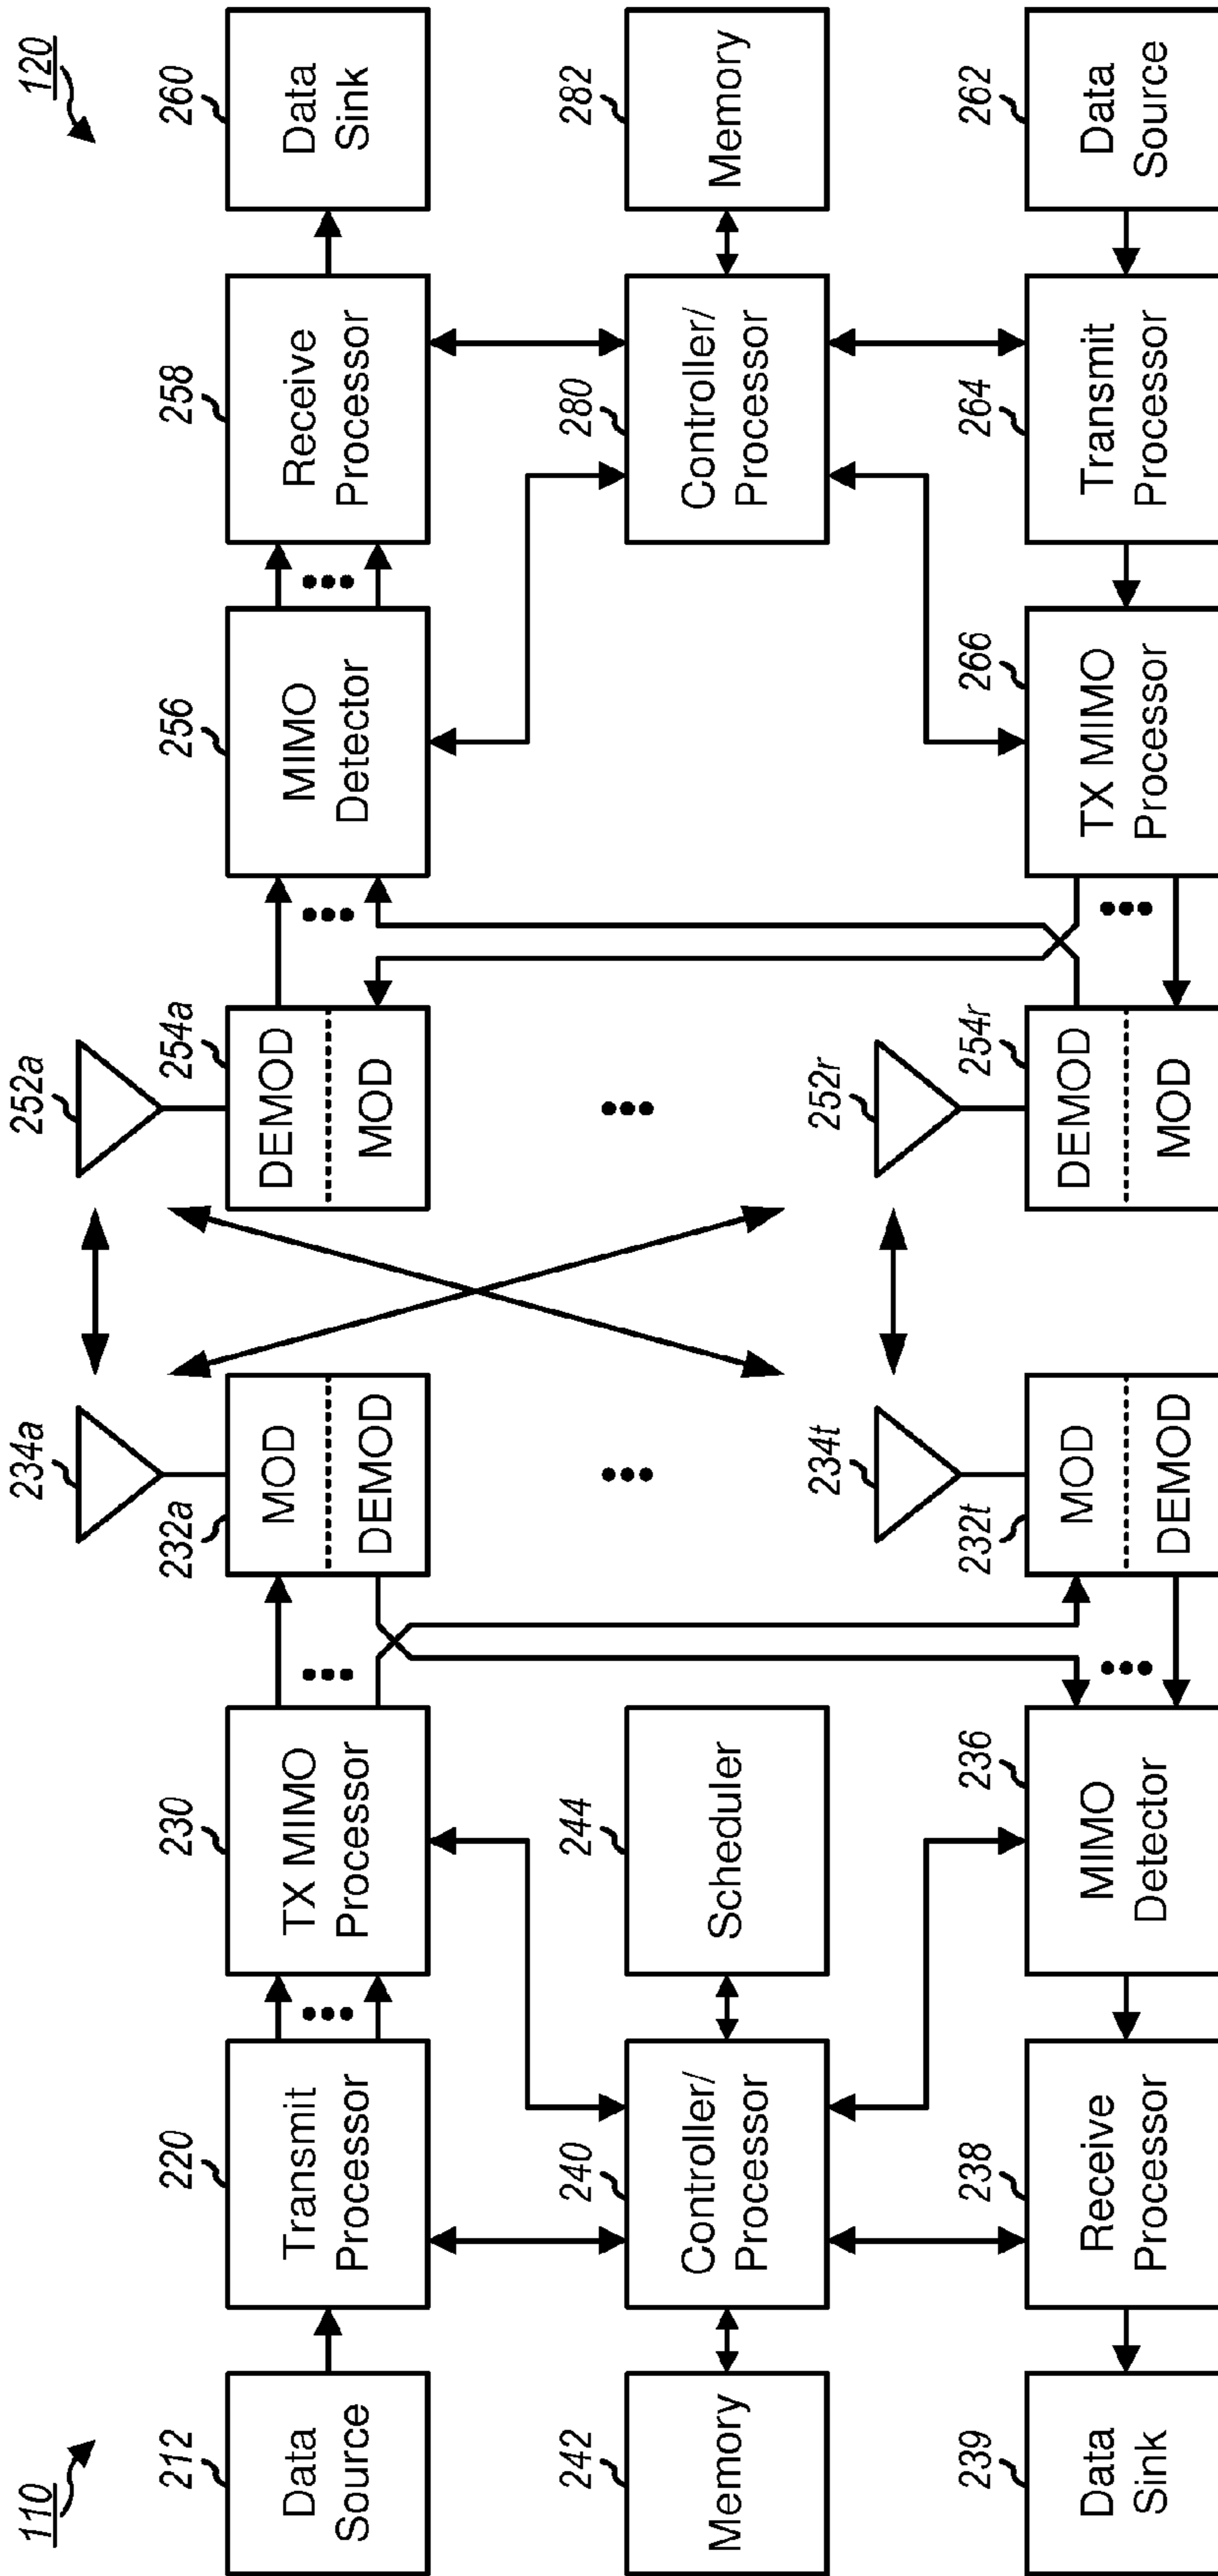 110
120
212
Data
Source
220
Transmit
Processor
230
TX MIMO
Processor
232a
MOD
DEMOD
234a
252a
254a
DEMOD
MOD
256
MIMO
Detector
258
Receive
Processor
260
Data
Sink
242
Memory
240
Controller/
Processor
244
Scheduler
280
Controller/
Processor
282
Memory
239
Data
Sink
238
Receive
Processor
236
MIMO
Detector
232t
MOD
DEMOD
234t
252r
254r
DEMOD
MOD
266
TX MIMO
Processor
264
Transmit
Processor
262
Data
Source